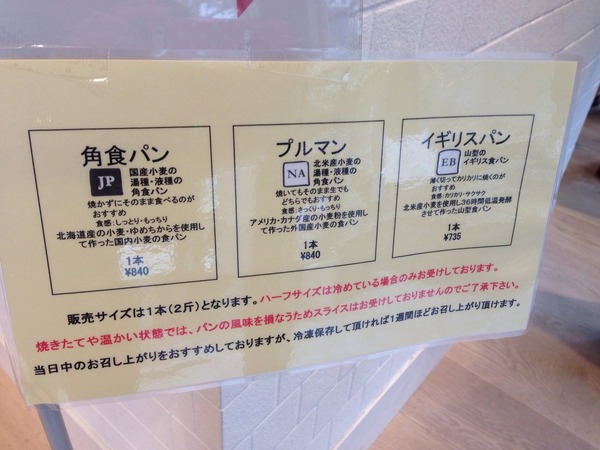 角食パン
JP
国産小麦の
湯種・液種の
角食パン
焼かずにそのまま食べるのが
おすすめ
食感:しっとり・もっちり
北海道産の小麦・ゆめちからを使用し
て作った国内小麦の食パン
1本
¥840
プルマン
NA
北米産小麦の
湯種・液種の
角食パン
焼いてもそのまま生でも
どちらでもおすすめ
食感:さっくり・もっちり
アメリカ・カナダ産の小麦粉を使用し
て作った外国産小麦の食パン
1本
¥840
イギリスパン
EB
山型の
イギリス食パン
薄く切ってカリカリに焼くのが
おすすめ
食感:カリカリ・サクサク
北米産小麦を使用し36時間低温発酵
させて作った山型食パン
1本
¥735
販売サイズは1本(2斤)となります。ハーフサイズは冷めている場合のみお受けしております。
焼きたてや温かい状態では、パンの風味を損なうためスライスはお受けしておりませんのでご了承下さい。
当日中のお召し上がりをおすすめしておりますが、冷凍保存して頂ければ1週間ほどお召し上り頂けます。